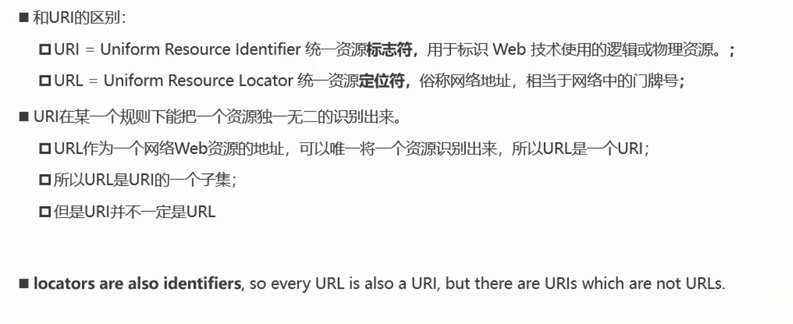 ■ 和URI的区别：
URI = Uniform Resource Identifier 统一资源标志符，用于标识 Web 技术使用的逻辑或物理资源。;
URL = Uniform Resource Locator 统一资源定位符，俗称网络地址，相当于网络中的门牌号;
■ URI在某一个规则下能把一个资源独一无二的识别出来。
URL作为一个网络Web资源的地址，可以唯一将一个资源识别出来，所以URL是一个URI;
所以URL是URI的一个子集;
但是URI并不一定是URL
■ locators are also identifiers, so every URL is also a URI, but there are URIs which are not URLs.